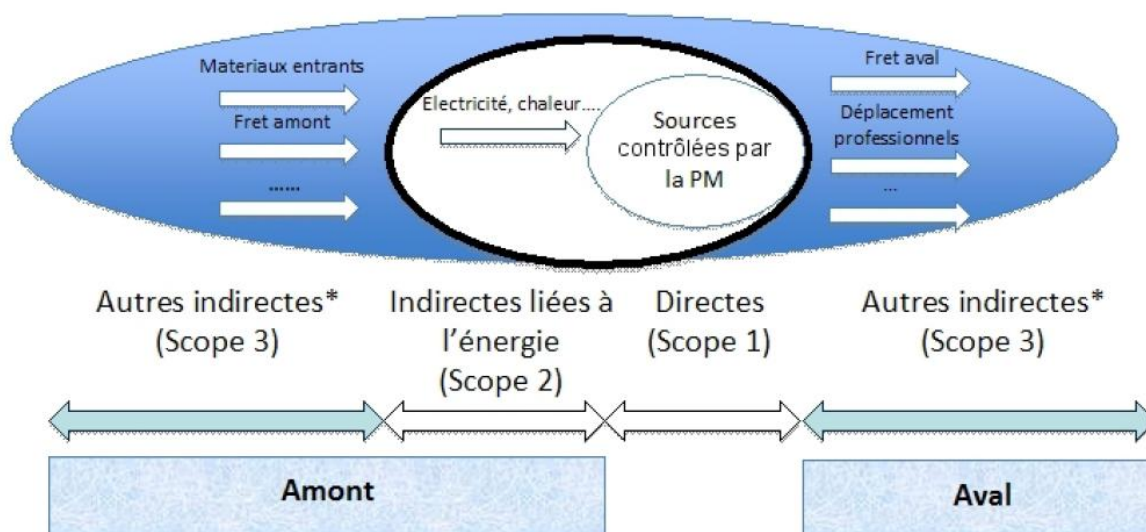 Materiaux entrants
Fret amont
......
Electricité, chaleur....
Sources
contrôlées par
la PM
Fret aval
Déplacement
professionnels
...
Autres indirectes*
(Scope 3)
Indirectes liées à
l'énergie
(Scope 2)
Directes
(Scope 1)
Autres indirectes*
(Scope 3)
Amont
Aval